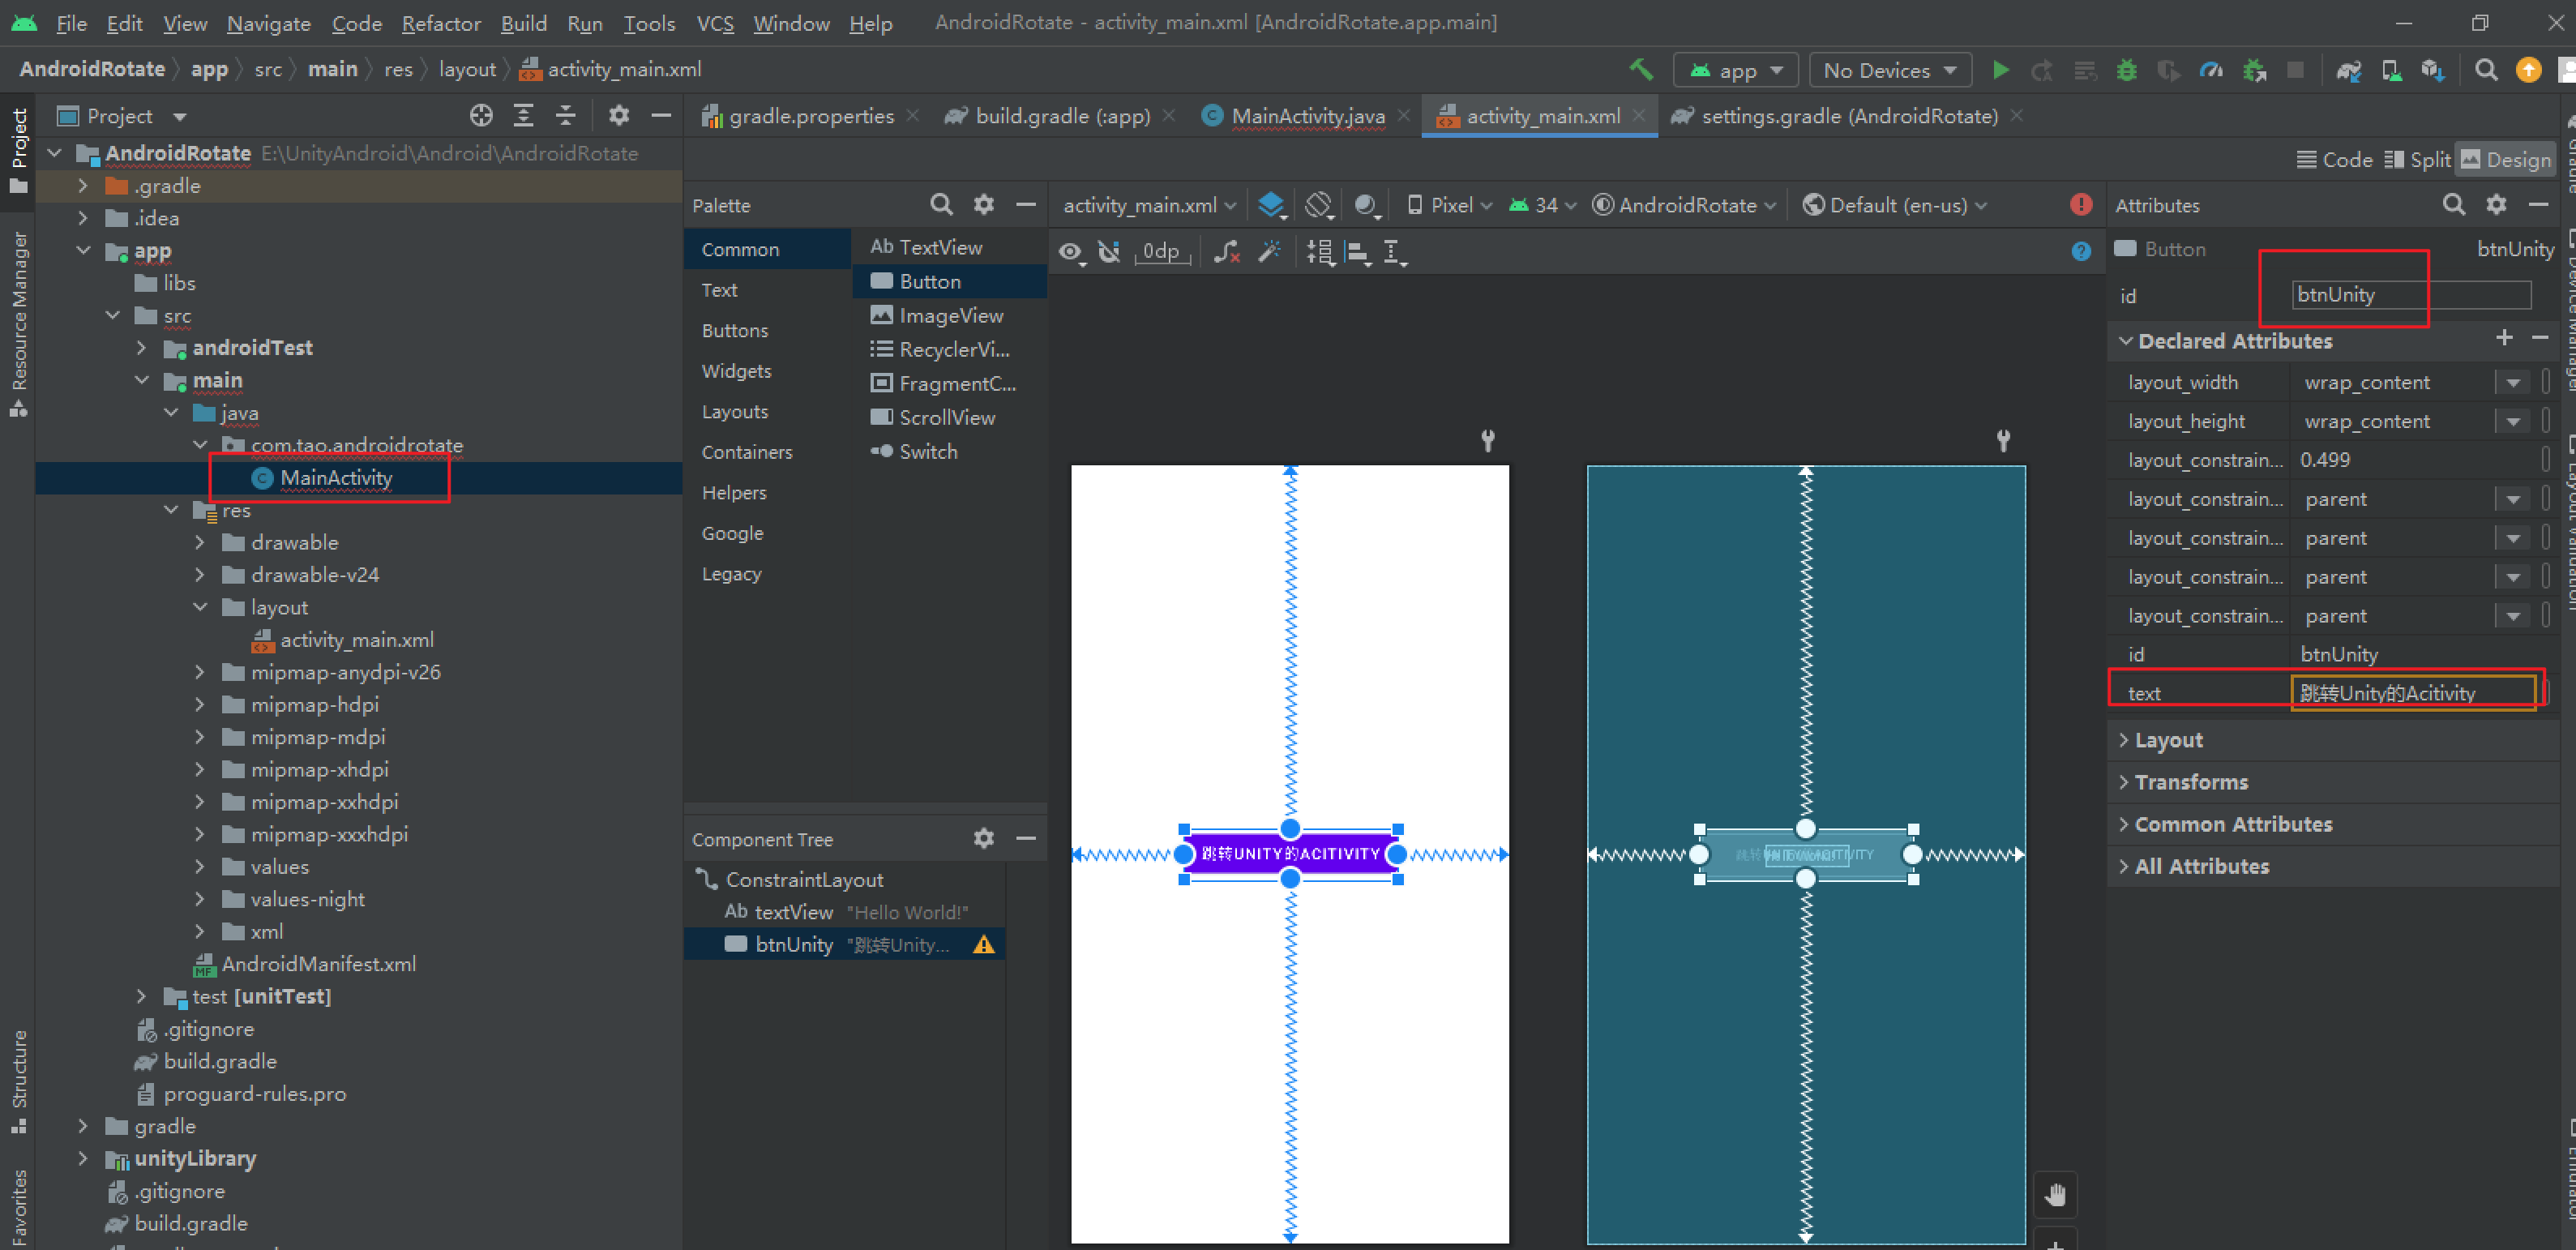 File Edit View Navigate Code Refactor Build Run Tools VCS Window Help AndroidRotate - activity_main.xml [AndroidRotate.app.main]
AndroidRotate app src main res layout activity_main.xml app No Devices
Project
gradle.properties build.gradle (:app) MainActivity.java activity_main.xml settings.gradle (AndroidRotate)
Code Split Design
Project
Resource Manager
Structure
Favorites
AndroidRotate E:\UnityAndroid\Android\AndroidRotate
.gradle
.idea
app
libs
src
androidTest
main
java
com.tao.androidrotate
MainActivity
res
drawable
drawable-v24
layout
activity_main.xml
mipmap-anydpi-v26
mipmap-hdpi
mipmap-mdpi
mipmap-xhdpi
mipmap-xxhdpi
mipmap-xxxhdpi
values
values-night
xml
AndroidManifest.xml
test [unitTest]
.gitignore
build.gradle
proguard-rules.pro
gradle
unityLibrary
.gitignore
build.gradle
Palette
Common
Text
Buttons
Widgets
Layouts
Containers
Helpers
Google
Legacy
Ab TextView
Button
ImageView
RecyclerVi...
FragmentC...
ScrollView
Switch
Component Tree
ConstraintLayout
Ab textView "Hello World!"
btnUnity "跳转Unity...
activity_main.xml Pixel 34 AndroidRotate Default (en-us)
0dp
跳转UNITY的ACITIVITY
Attributes
Button btnUnity
id btnUnity
Declared Attributes
layout_width wrap_content
layout_height wrap_content
layout_constrain... 0.499
layout_constrain... parent
layout_constrain... parent
layout_constrain... parent
layout_constrain... parent
id btnUnity
text 跳转Unity的Acitivity
Layout
Transforms
Common Attributes
All Attributes
Gradle
Device Manager
Layout Validation
Emulator